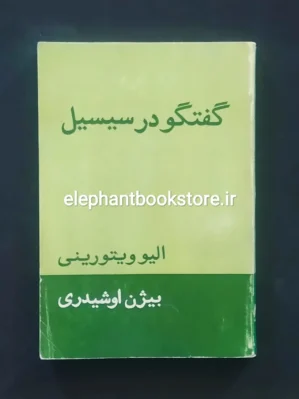 گفتگو در سیسیل
elephantbookstore.ir
الیو ویتورینی
بیژن اوشیدری